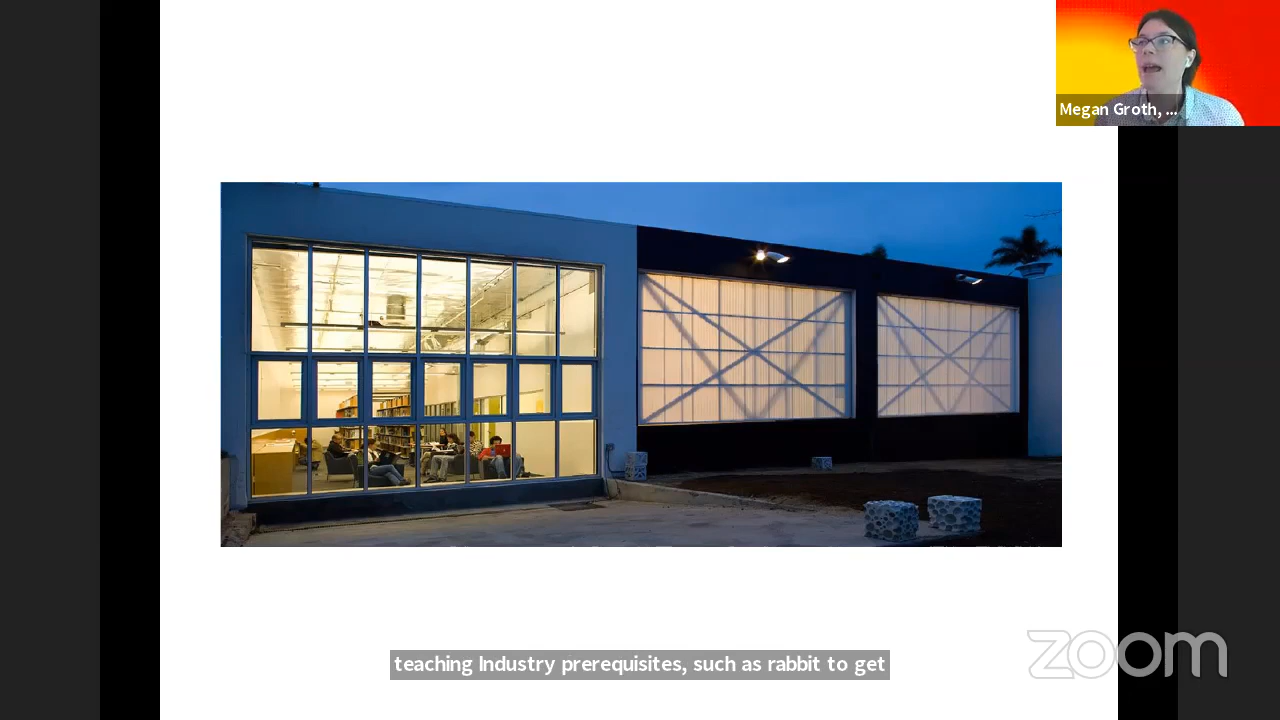 Megan Groth, ...
teaching Industry prerequisites, such as rabbit to get
zoom